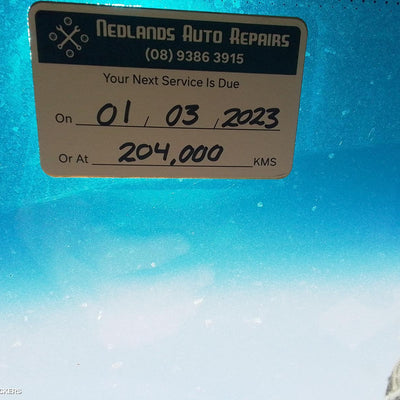 NEDLANDS AUTO REPAIRS
(08) 9386 3915
Your Next Service Is Due
On 01 / 03 / 2023
Or At 204,000 KMS
CKERS